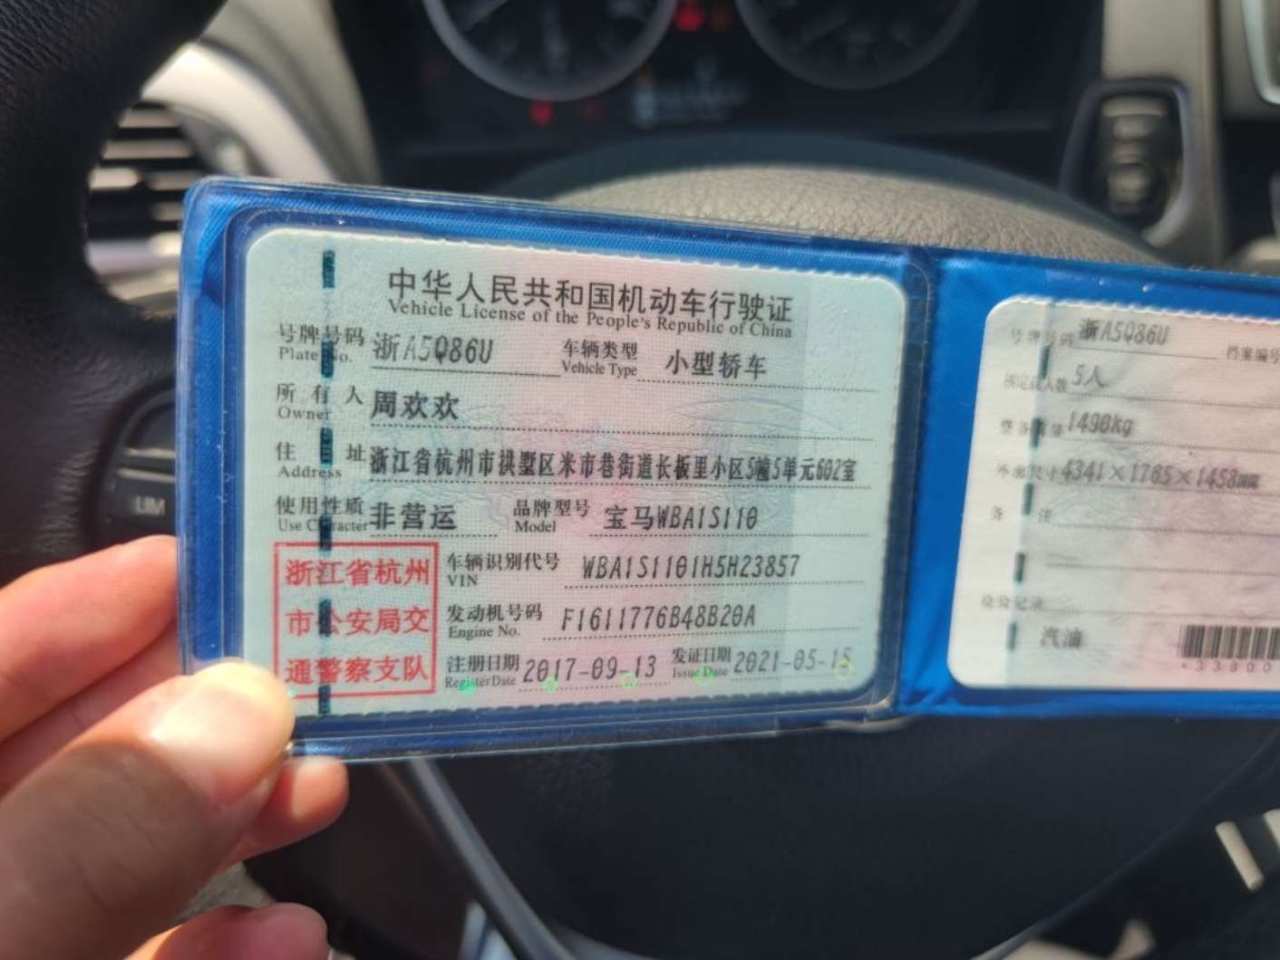 中华人民共和国机动车行驶证
Vehicle License of the People's Republic of China
号牌号码 浙A5Q86U 车辆类型 小型轿车
Plate No. Vehicle Type
所有人 周欢欢
Owner
住址 浙江省杭州市拱墅区米市巷街道长板里小区5幢5单元602室
Address
使用性质 非营运 品牌型号 宝马WBA1S110
Use Character Model
浙江省杭州
市公安局交
通警察支队
车辆识别代号 WBA1S1101H5H23857
VIN
发动机号码 F1611776B48B20A
Engine No.
注册日期 2017-09-13 发证日期 2021-05-15
Register Date Issue Date
号牌号码 浙A5Q86U 档案编号
核定载人数 5人
整备质量 1490kg
外廓尺寸 4341×1765×1458mm
备注
检验记录
汽油
LIM